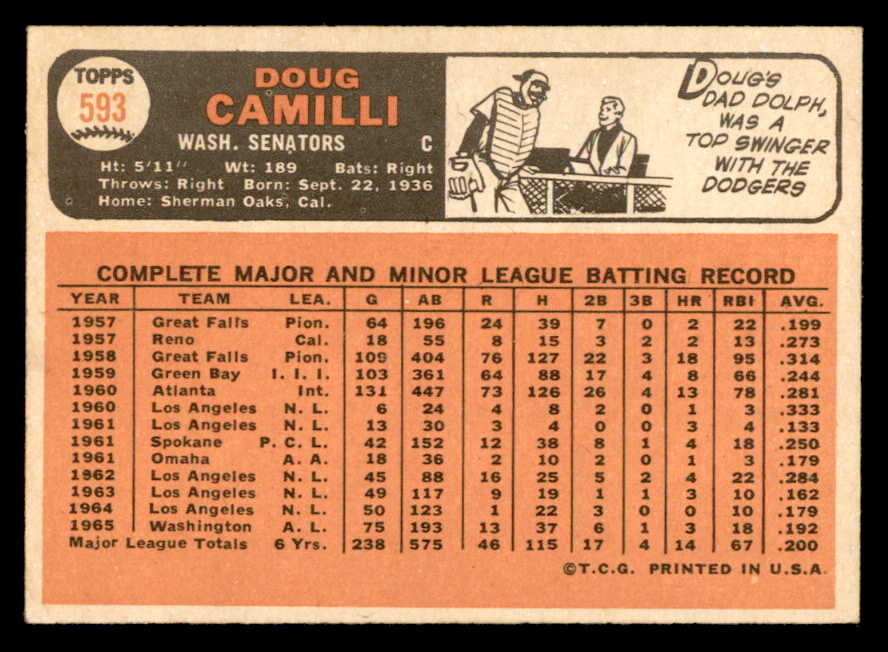 TOPPS
593
DOUG
CAMILLI
WASH. SENATORS C
Ht: 5'11" Wt: 189 Bats: Right
Throws: Right Born: Sept. 22, 1936
Home: Sherman Oaks, Cal.
DOUG'S
DAD DOLPH,
WAS A
TOP SWINGER
WITH THE
DODGERS
COMPLETE MAJOR AND MINOR LEAGUE BATTING RECORD
YEAR TEAM LEA. G AB R H 2B 3B HR RBI AVG.
1957 Great Falls Pion. 64 196 24 39 7 0 2 22 .199
1957 Reno Cal. 18 55 8 15 3 2 2 13 .273
1958 Great Falls Pion. 109 404 76 127 22 3 18 95 .314
1959 Green Bay I. I. I. 103 361 64 88 17 4 8 66 .244
1960 Atlanta Int. 131 447 73 126 26 4 13 78 .281
1960 Los Angeles N. L. 6 24 4 8 2 0 1 3 .333
1961 Los Angeles N. L. 13 30 3 4 0 0 3 4 .133
1961 Spokane P. C. L. 42 152 12 38 8 1 4 18 .250
1961 Omaha A. A. 18 36 2 10 2 0 1 3 .179
1962 Los Angeles N. L. 45 88 16 25 5 2 4 22 .284
1963 Los Angeles N. L. 49 117 9 19 1 1 3 10 .162
1964 Los Angeles N. L. 50 123 1 22 3 0 0 10 .179
1965 Washington A. L. 75 193 13 37 6 1 3 18 .192
Major League Totals 6 Yrs. 238 575 46 115 17 4 14 67 .200
©T.C.G. PRINTED IN U.S.A.